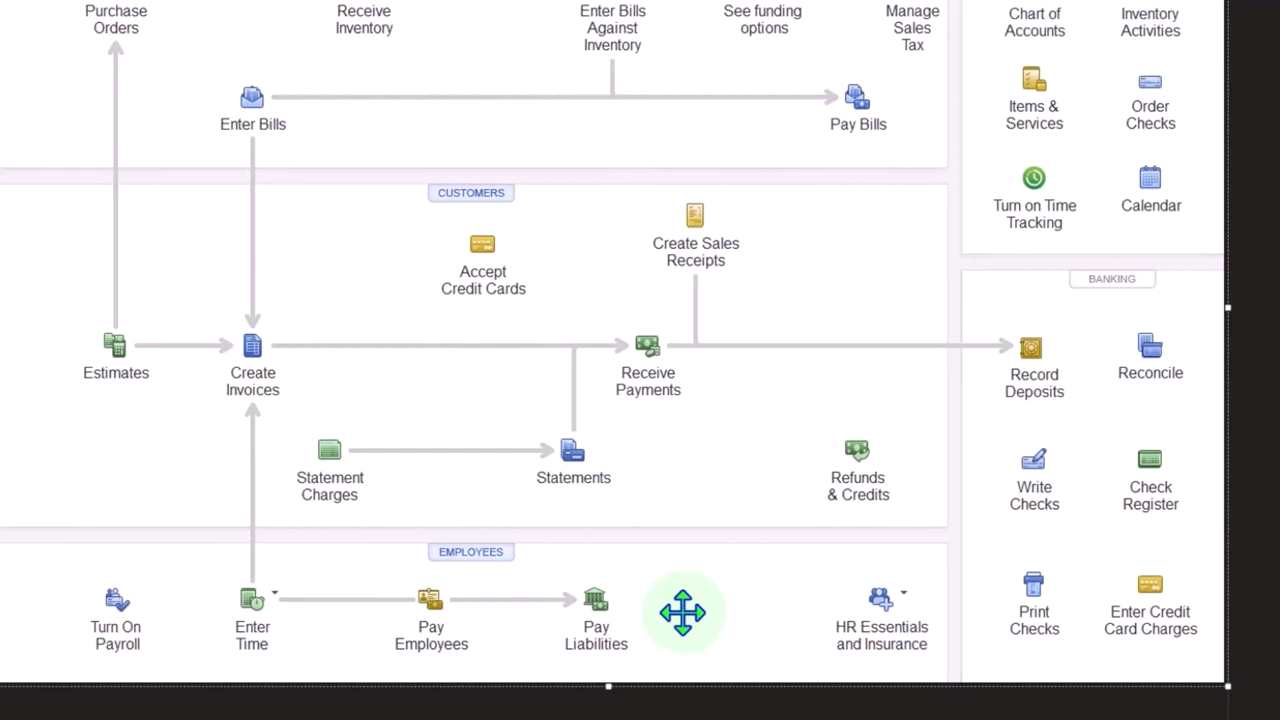 Purchase
Orders
Receive
Inventory
Enter Bills
Against
Inventory
See funding
options
Manage
Sales
Tax
Chart of
Accounts
Inventory
Activities
Enter Bills
Pay Bills
Items &
Services
Order
Checks
Turn on Time
Tracking
Calendar
CUSTOMERS
Accept
Credit Cards
Create Sales
Receipts
BANKING
Estimates
Create
Invoices
Receive
Payments
Record
Deposits
Reconcile
Statement
Charges
Statements
Refunds
& Credits
Write
Checks
Check
Register
EMPLOYEES
Turn On
Payroll
Enter
Time
Pay
Employees
Pay
Liabilities
HR Essentials
and Insurance
Print
Checks
Enter Credit
Card Charges